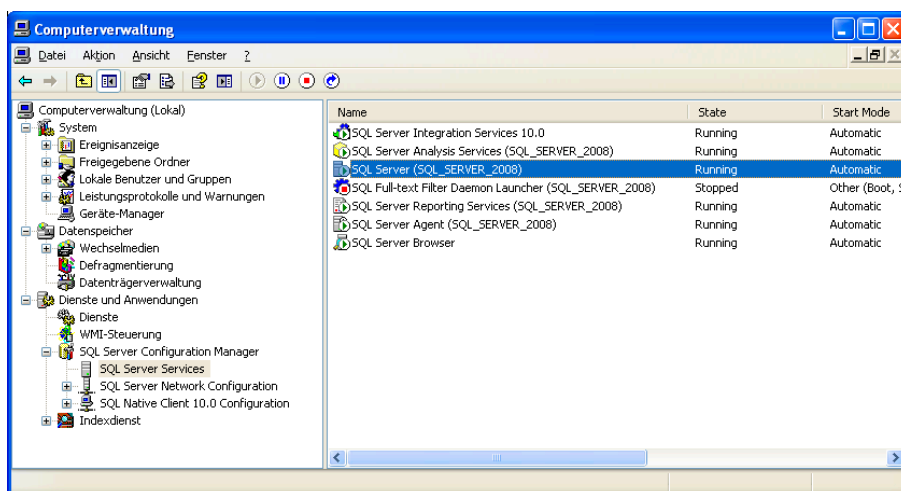 Computerverwaltung
Datei Aktion Ansicht Fenster ?
Computerverwaltung (Lokal)
System
Ereignisanzeige
Freigegebene Ordner
Lokale Benutzer und Gruppen
Leistungsprotokolle und Warnungen
Geräte-Manager
Datenspeicher
Wechselmedien
Defragmentierung
Datenträgerverwaltung
Dienste und Anwendungen
Dienste
WMI-Steuerung
SQL Server Configuration Manager
SQL Server Services
SQL Server Network Configuration
SQL Native Client 10.0 Configuration
Indexdienst
Name State Start Mode
SQL Server Integration Services 10.0 Running Automatic
SQL Server Analysis Services (SQL_SERVER_2008) Running Automatic
SQL Server (SQL_SERVER_2008) Running Automatic
SQL Full-text Filter Daemon Launcher (SQL_SERVER_2008) Stopped Other (Boot, S
SQL Server Reporting Services (SQL_SERVER_2008) Running Automatic
SQL Server Agent (SQL_SERVER_2008) Running Automatic
SQL Server Browser Running Automatic